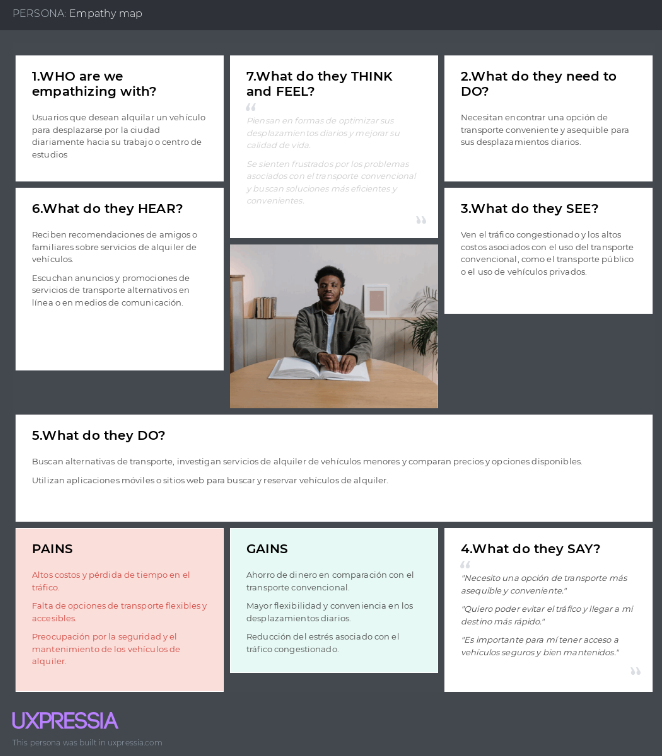 PERSONA: Empathy map
1.WHO are we
empathizing with?
Usuarios que desean alquilar un vehículo
para desplazarse por la ciudad
diariamente hacia su trabajo o centro de
estudios
7.What do they THINK
and FEEL?
“
Piensan en formas de optimizar sus
desplazamientos diarios y mejorar su
calidad de vida.
Se sienten frustrados por los problemas
asociados con el transporte convencional
y buscan soluciones más eficientes y
convenientes.
”
2.What do they need to
DO?
Necesitan encontrar una opción de
transporte conveniente y asequible para
sus desplazamientos diarios.
6.What do they HEAR?
Reciben recomendaciones de amigos o
familiares sobre servicios de alquiler de
vehículos.
Escuchan anuncios y promociones de
servicios de transporte alternativos en
línea o en medios de comunicación.
3.What do they SEE?
Ven el tráfico congestionado y los altos
costos asociados con el uso del transporte
convencional, como el transporte público
o el uso de vehículos privados.
5.What do they DO?
Buscan alternativas de transporte, investigan servicios de alquiler de vehículos menores y comparan precios y opciones disponibles.
Utilizan aplicaciones móviles o sitios web para buscar y reservar vehículos de alquiler.
PAINS
Altos costos y pérdida de tiempo en el
tráfico.
Falta de opciones de transporte flexibles y
accesibles.
Preocupación por la seguridad y el
mantenimiento de los vehículos de
alquiler.
GAINS
Ahorro de dinero en comparación con el
transporte convencional.
Mayor flexibilidad y conveniencia en los
desplazamientos diarios.
Reducción del estrés asociado con el
tráfico congestionado.
4.What do they SAY?
“
"Necesito una opción de transporte más
asequible y conveniente."
"Quiero poder evitar el tráfico y llegar a mi
destino más rápido."
"Es importante para mí tener acceso a
vehículos seguros y bien mantenidos."
”
UXPRESSIA
This persona was built in uxpressia.com